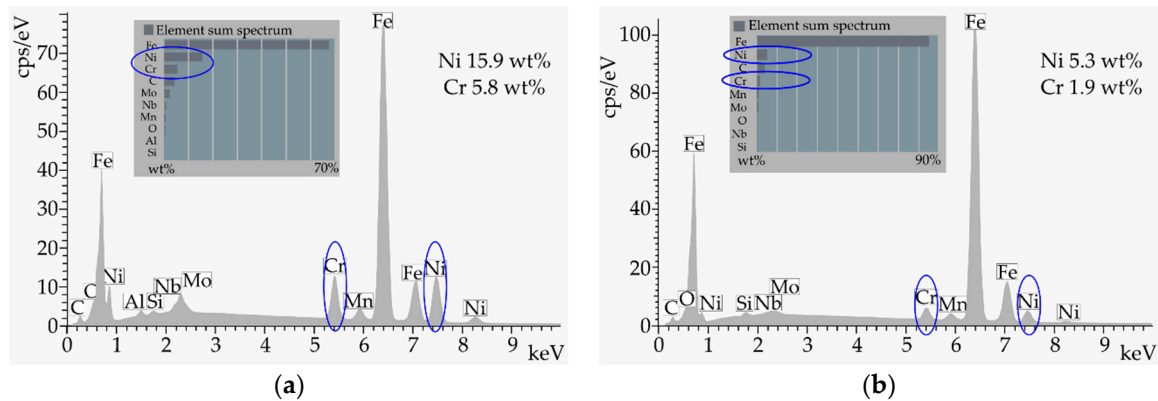 Element sum spectrum
Fe
Ni
Cr
C
Mo
Nb
Mn
O
Al
Si
wt%
70%
Ni 15.9 wt%
Cr 5.8 wt%
cps/eV
70
60
50
40
30
20
10
0
Fe
Fe
C
C
Ni
Al
Si
Nb
Mo
Cr
Mn
Fe
Ni
Ni
0 1 2 3 4 5 6 7 8 9
keV
(a)
Element sum spectrum
Fe
Ni
C
Cr
Mn
Mo
O
Nb
Si
wt%
90%
Ni 5.3 wt%
Cr 1.9 wt%
cps/eV
100
80
60
40
20
0
Fe
Fe
C
O
Ni
Si
Nb
Mo
Cr
Mn
Fe
Ni
Ni
0 1 2 3 4 5 6 7 8 9
keV
(b)